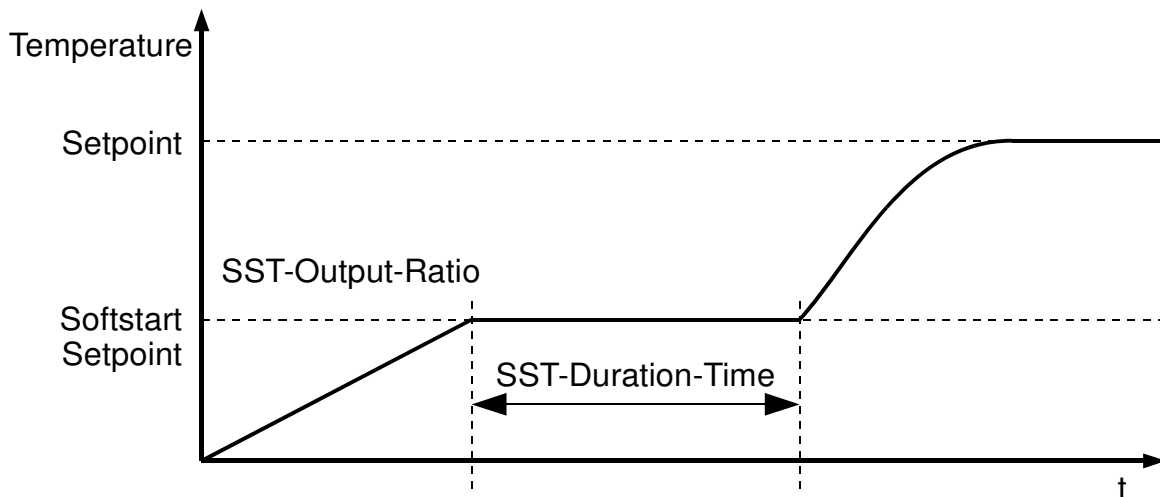 Temperature
Setpoint
SST-Output-Ratio
Softstart
Setpoint
SST-Duration-Time
t